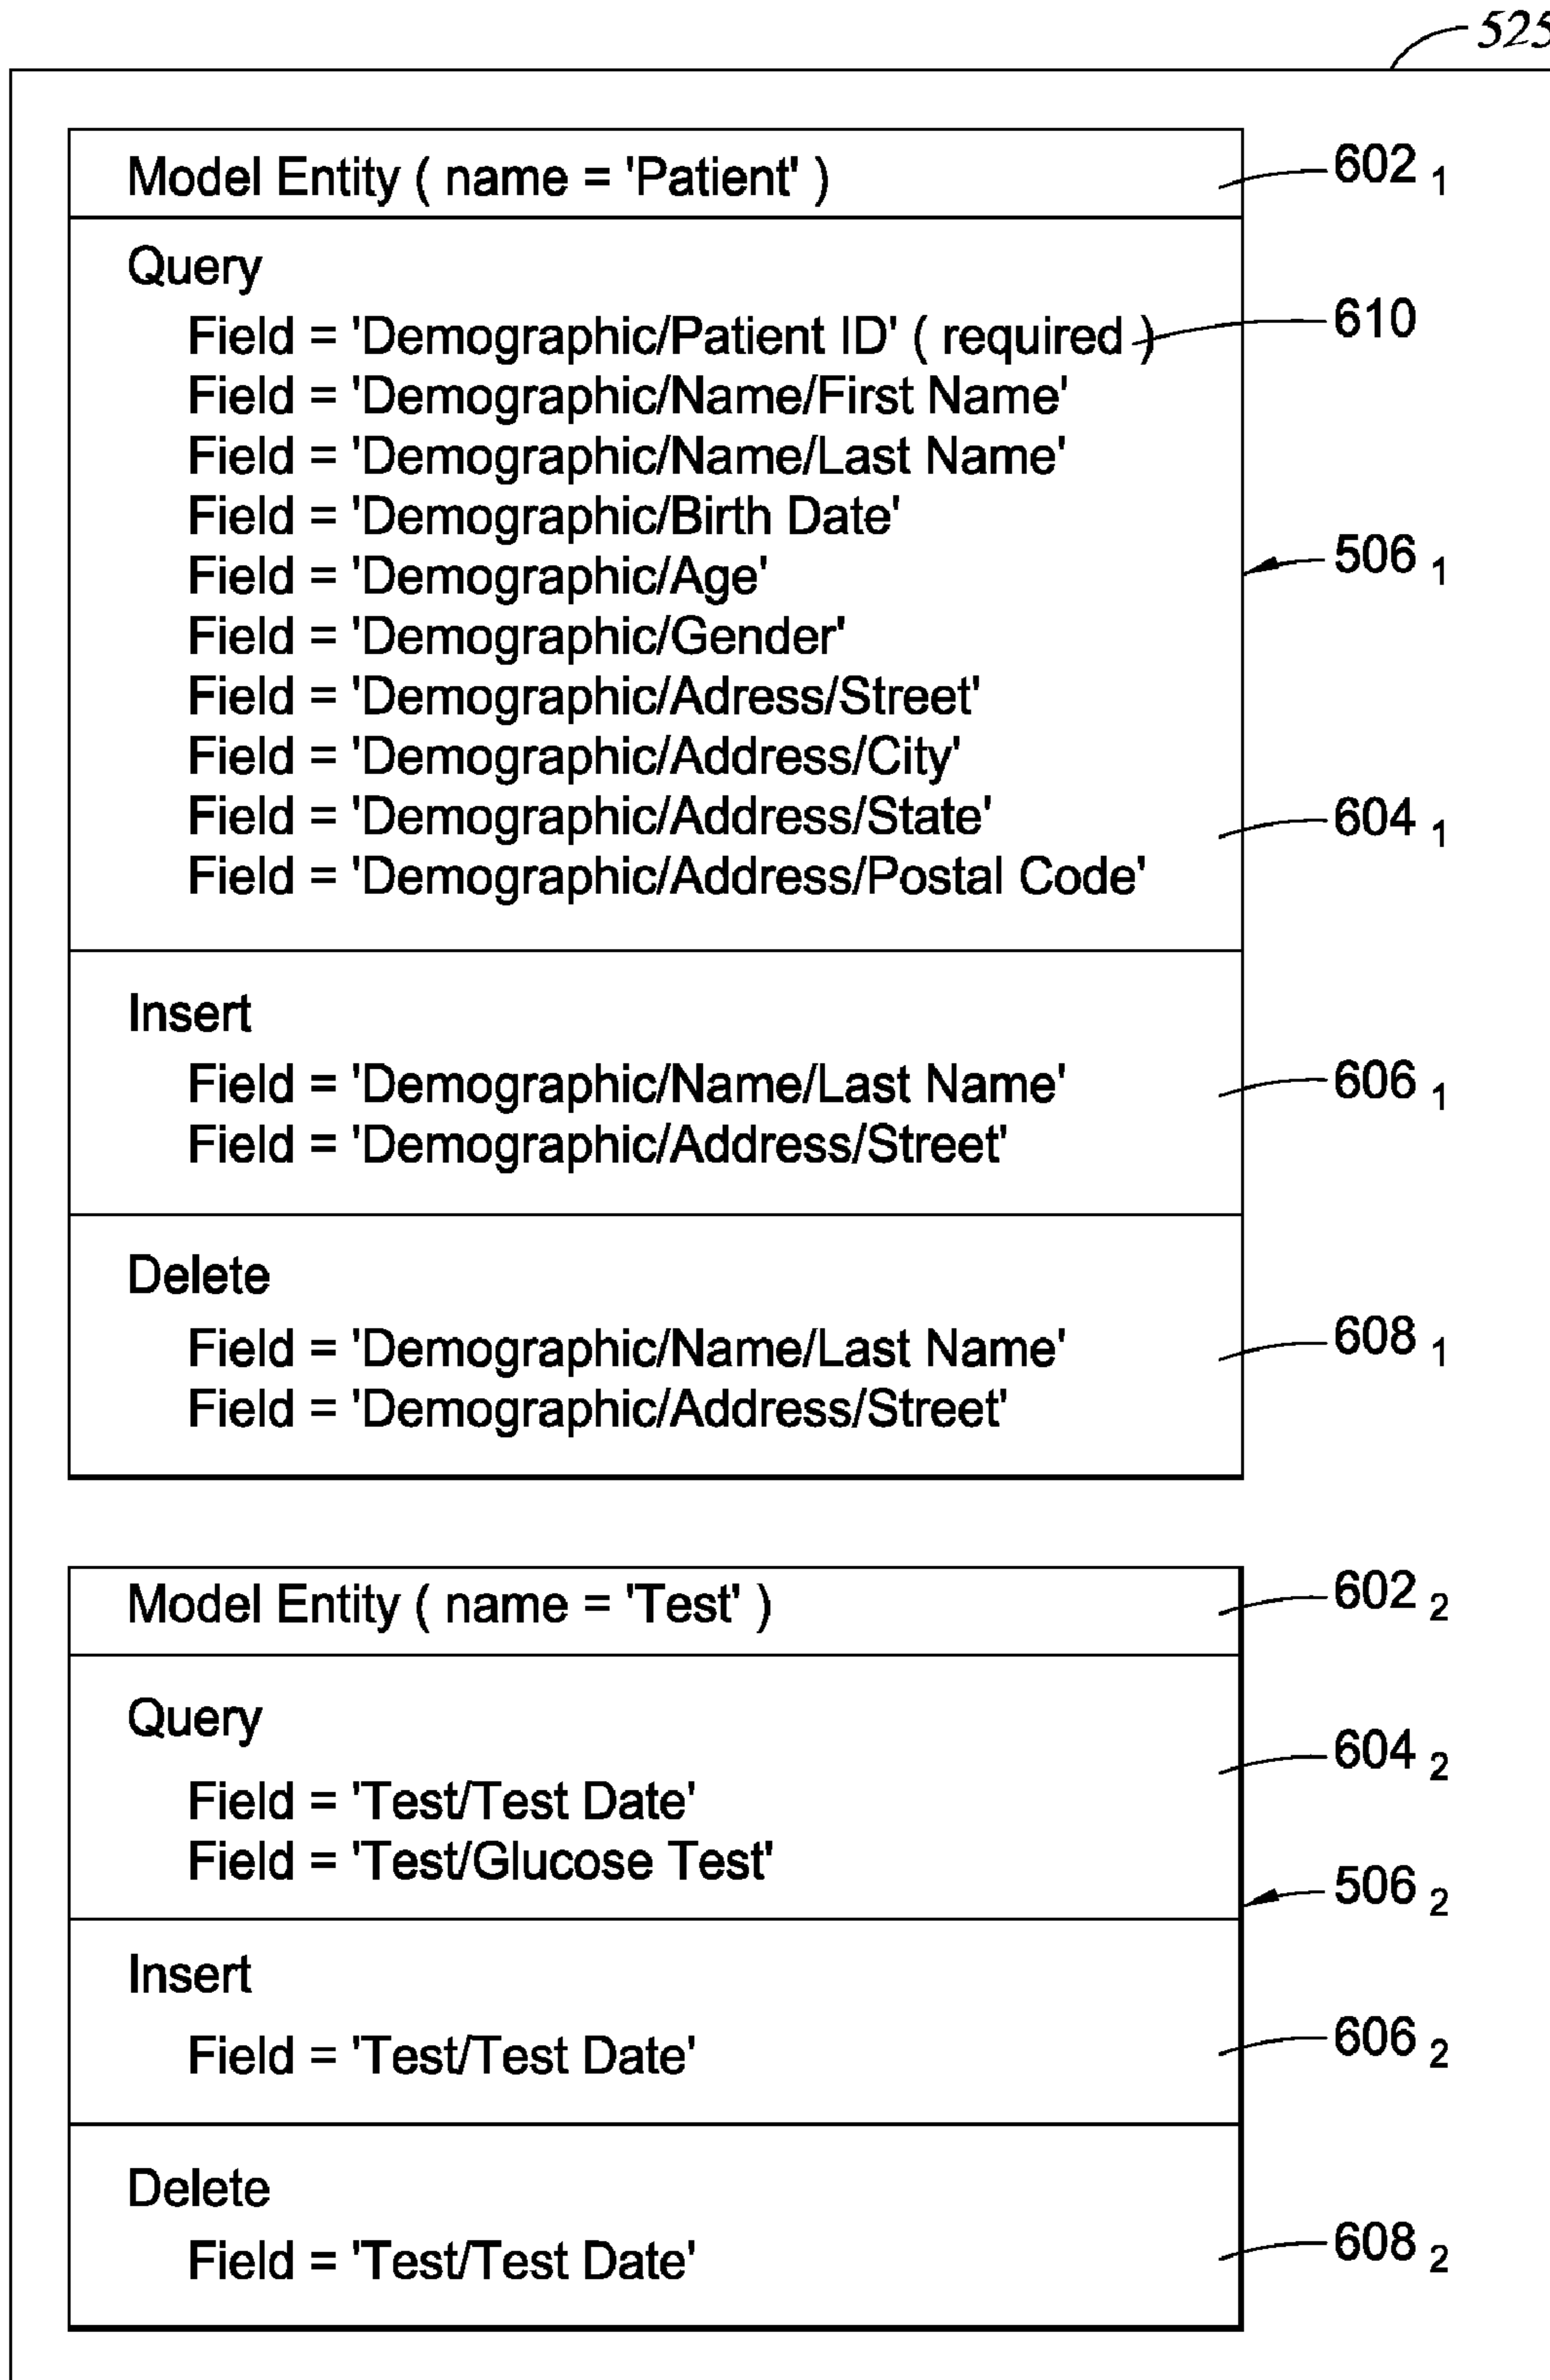 525
Model Entity ( name = 'Patient' )
602 1
Query
Field = 'Demographic/Patient ID' ( required )
610
Field = 'Demographic/Name/First Name'
Field = 'Demographic/Name/Last Name'
Field = 'Demographic/Birth Date'
Field = 'Demographic/Age'
506 1
Field = 'Demographic/Gender'
Field = 'Demographic/Adress/Street'
Field = 'Demographic/Address/City'
Field = 'Demographic/Address/State'
604 1
Field = 'Demographic/Address/Postal Code'
Insert
Field = 'Demographic/Name/Last Name'
606 1
Field = 'Demographic/Address/Street'
Delete
Field = 'Demographic/Name/Last Name'
608 1
Field = 'Demographic/Address/Street'
Model Entity ( name = 'Test' )
602 2
Query
604 2
Field = 'Test/Test Date'
Field = 'Test/Glucose Test'
506 2
Insert
Field = 'Test/Test Date'
606 2
Delete
Field = 'Test/Test Date'
608 2